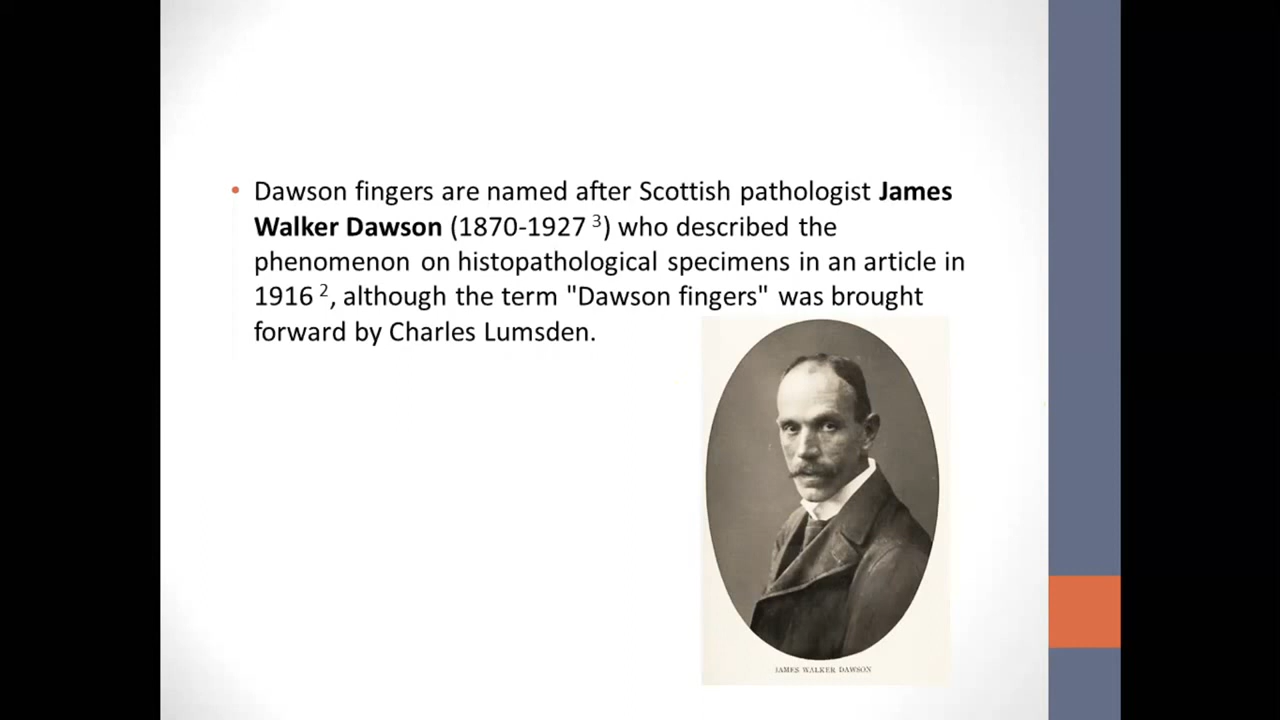 • Dawson fingers are named after Scottish pathologist James
Walker Dawson (1870-1927 3) who described the
phenomenon on histopathological specimens in an article in
1916 2, although the term "Dawson fingers" was brought
forward by Charles Lumsden.
JAMES WALKER DAWSON